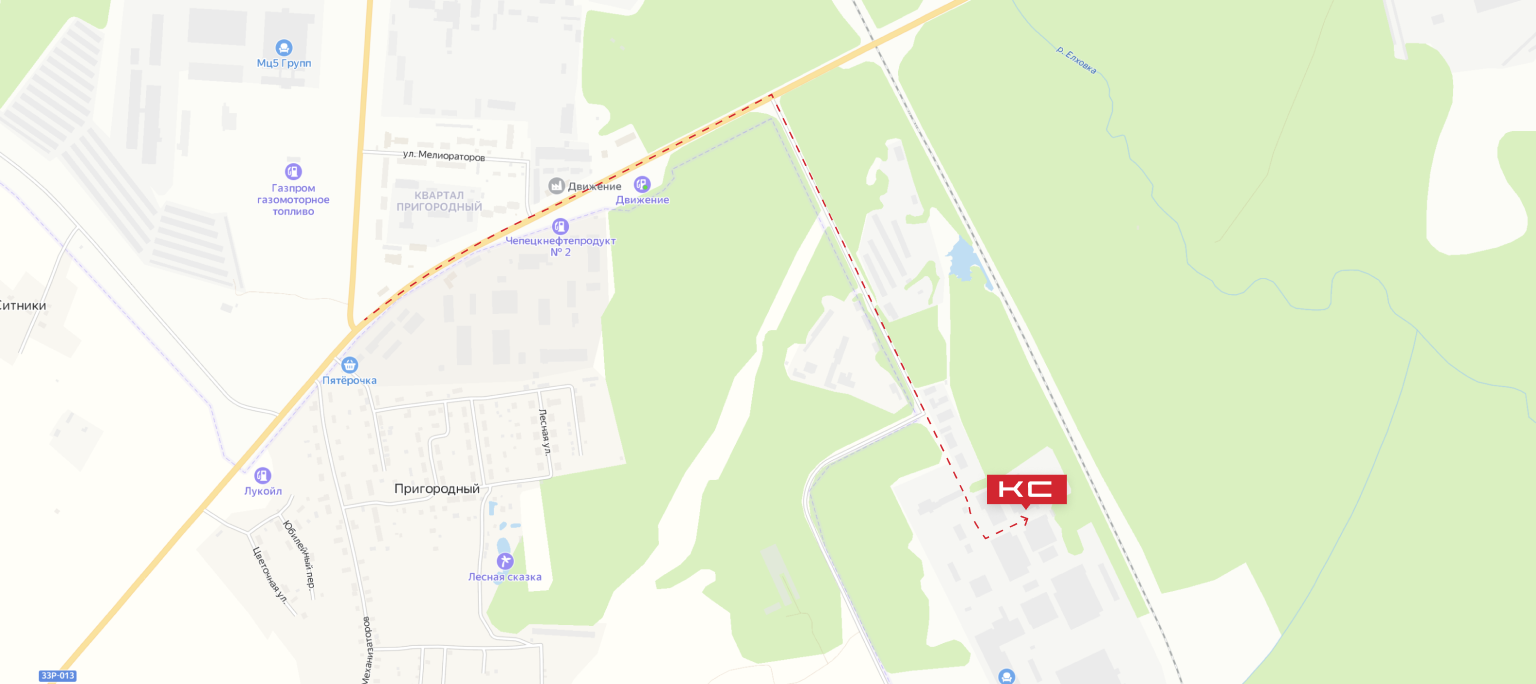 р. Елховка
Мц5 Групп
ул. Мелиораторов
Газпром
газомоторное
топливо
Движение
Движение
КВАРТАЛ
ПРИГОРОДНЫЙ
Чепецкнефтепродукт
№ 2
Ситники
Пятёрочка
Лесная ул.
Лукойл
Пригородный
КС
Юбилейный пер.
Цветочная ул.
Лесная сказка
Механизаторов
33Р-013